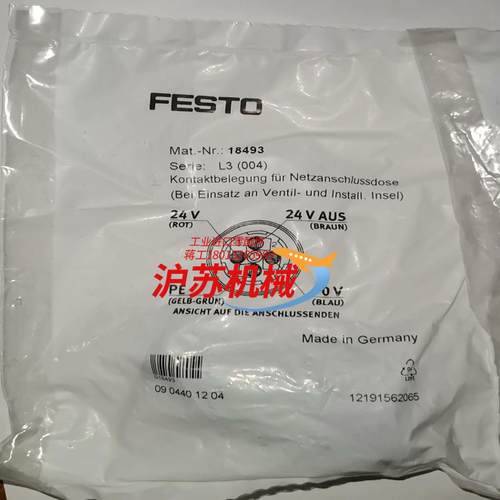 FESTO
Mat.-Nr.: 18493
Serie: L3 (004)
Kontaktbelegung für Netzanschlussdose
(Bei Einsatz an Ventil- und Install. Insel)
24 V 24 V AUS
(ROT) (BRAUN)
沪苏机械
PE 0 V
(GELB-GRÜN) (BLAU)
ANSICHT AUF DIE ANSCHLUSSENDEN
Made in Germany
018493
09 0440 12 04
12191562065